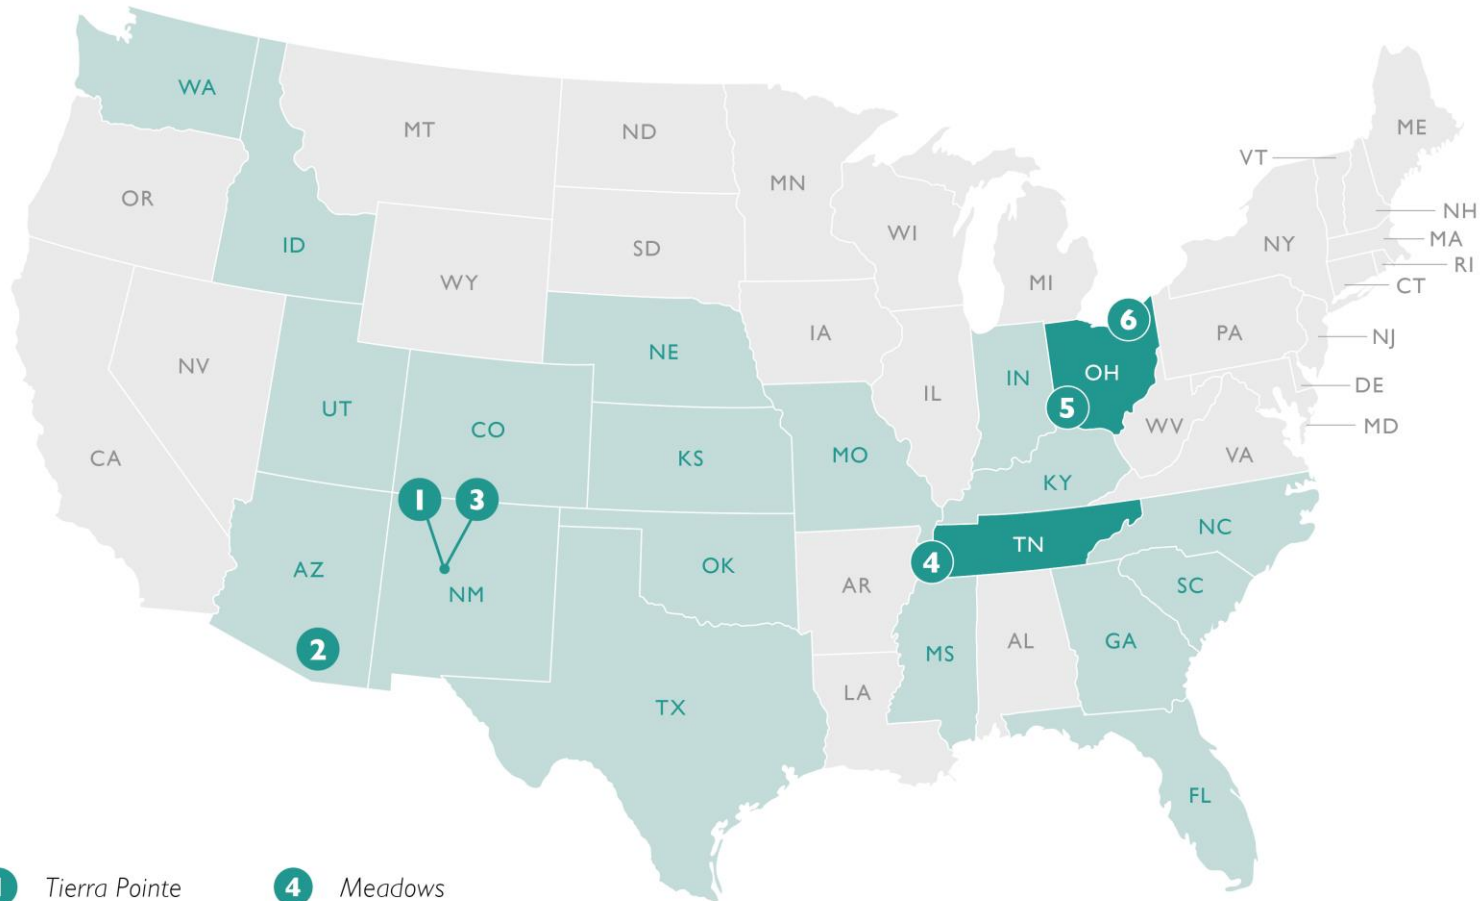 WA
MT
ND
MN
ME
VT
OR
ID
SD
WI
NH
MA
NY
RI
CT
WY
MI
NV
NE
IA
PA
NJ
6
UT
CO
IN
OH
IL
DE
5
KS
MO
WV
MD
CA
VA
KY
1
3
NC
TN
4
AZ
NM
OK
AR
SC
2
MS
AL
GA
LA
TX
FL
Tierra Pointe
4 Meadows